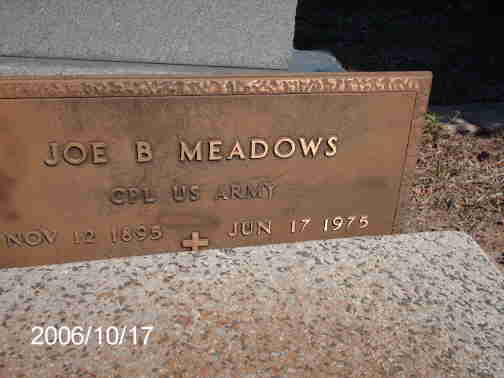 JOE B MEADOWS
CPL US ARMY
NOV 12 1895 JUN 17 1975
2006/10/17